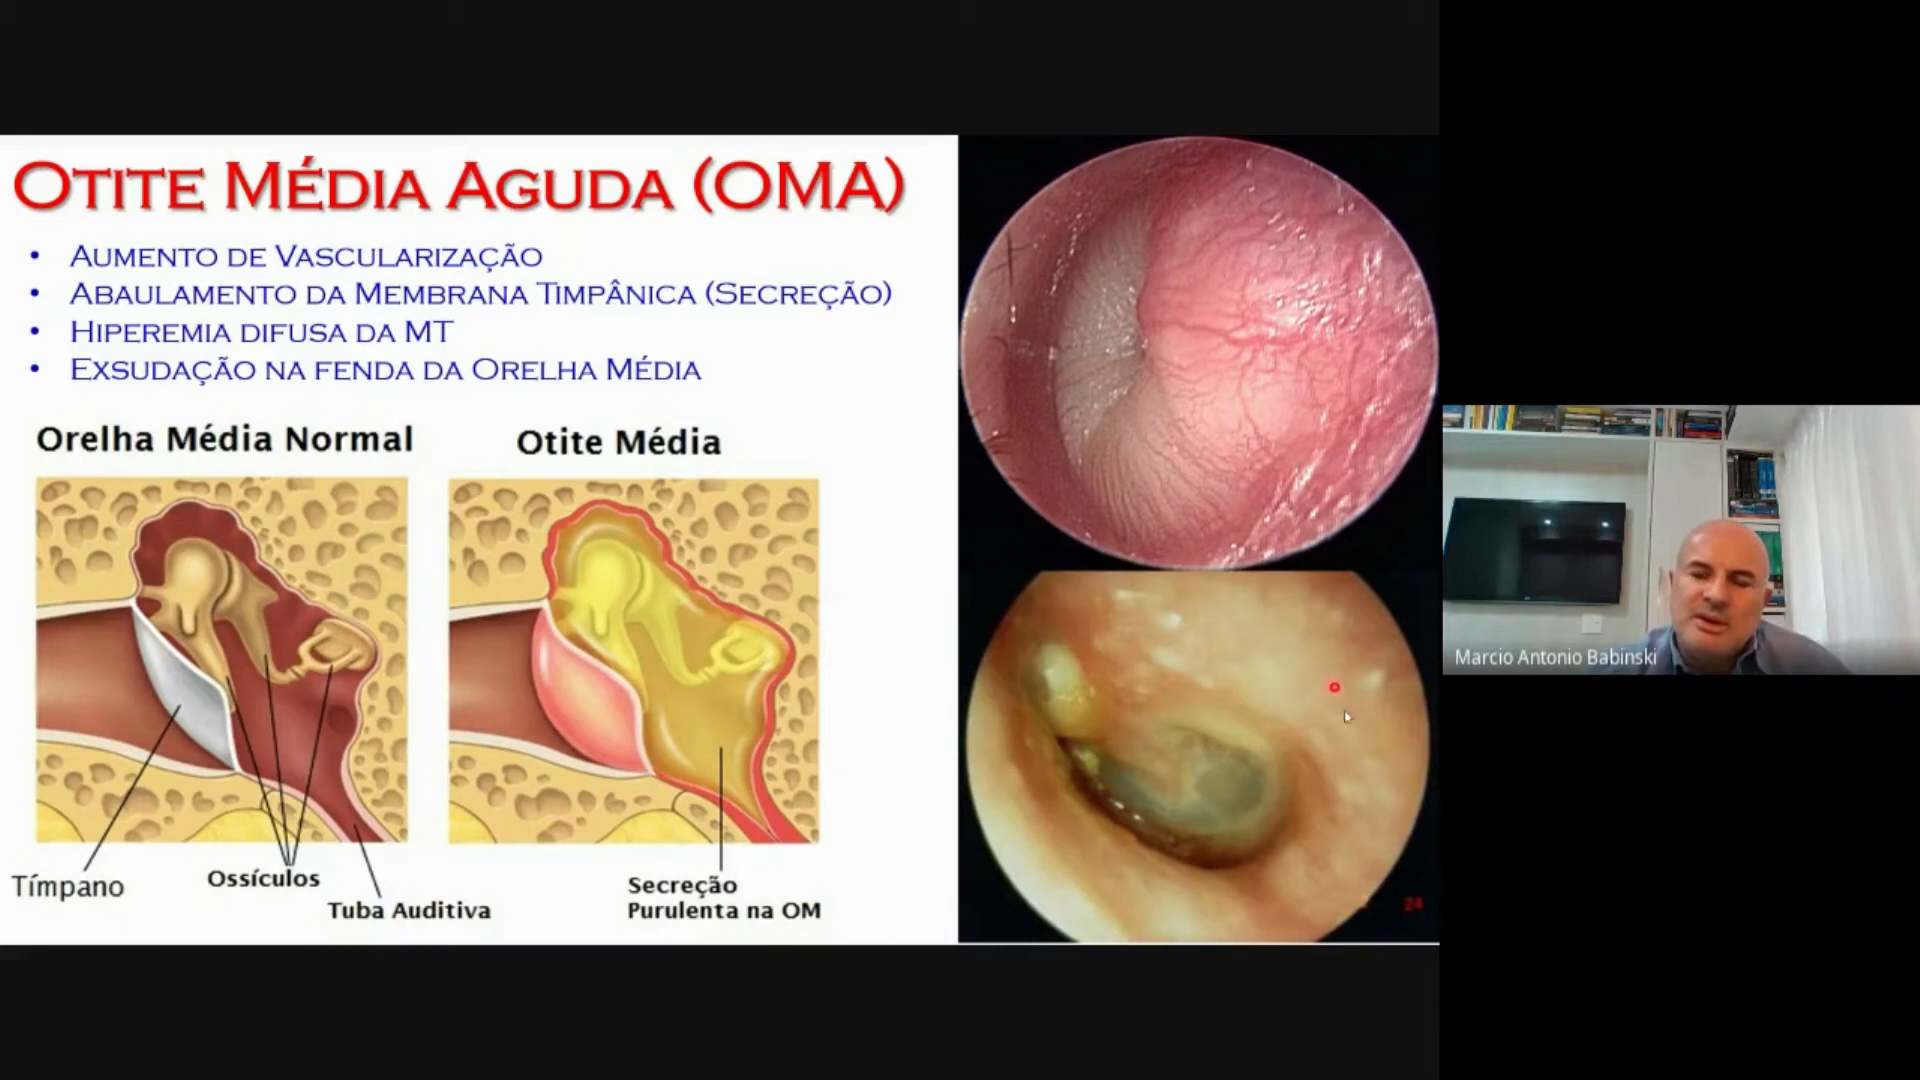 OTITE MÉDIA AGUDA (OMA)
• AUMENTO DE VASCULARIZAÇÃO
• ABAULAMENTO DA MEMBRANA TIMPÂNICA (SECREÇÃO)
• HIPEREMIA DIFUSA DA MT
• EXSUDAÇÃO NA FENDA DA ORELHA MÉDIA
Orelha Média Normal
Otite Média
Tímpano
Ossículos
Tuba Auditiva
Secreção
Purulenta na OM
24
Marcio Antonio Babinski